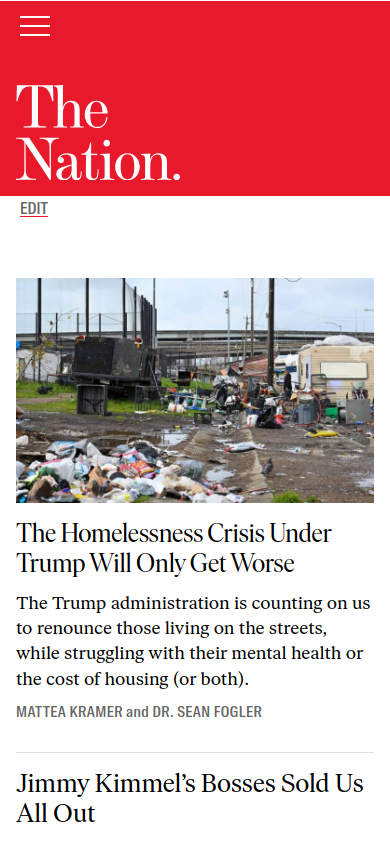 The
Nation.
EDIT
The Homelessness Crisis Under
Trump Will Only Get Worse
The Trump administration is counting on us
to renounce those living on the streets,
while struggling with their mental health or
the cost of housing (or both).
MATTEA KRAMER and DR. SEAN FOGLER
Jimmy Kimmel’s Bosses Sold Us
All Out